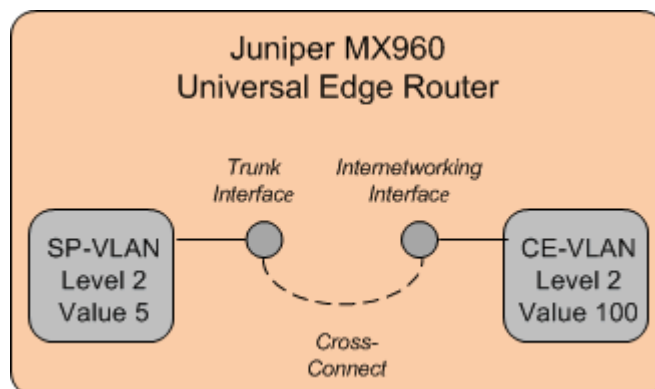 Juniper MX960
Universal Edge Router
Trunk
Interface
Internetworking
Interface
SP-VLAN
Level 2
Value 5
CE-VLAN
Level 2
Value 100
Cross-
Connect